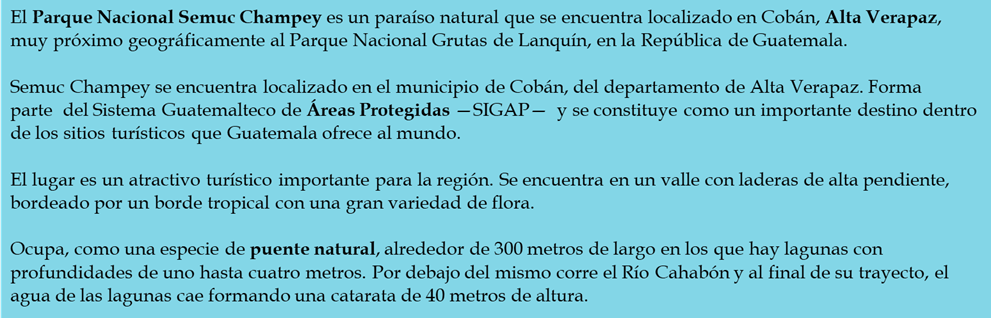 El Parque Nacional Semuc Champey es un paraíso natural que se encuentra localizado en Cobán, Alta Verapaz,
muy próximo geográficamente al Parque Nacional Grutas de Lanquín, en la República de Guatemala.
Semuc Champey se encuentra localizado en el municipio de Cobán, del departamento de Alta Verapaz. Forma
parte del Sistema Guatemalteco de Áreas Protegidas —SIGAP— y se constituye como un importante destino dentro
de los sitios turísticos que Guatemala ofrece al mundo.
El lugar es un atractivo turístico importante para la región. Se encuentra en un valle con laderas de alta pendiente,
bordeado por un borde tropical con una gran variedad de flora.
Ocupa, como una especie de puente natural, alrededor de 300 metros de largo en los que hay lagunas con
profundidades de uno hasta cuatro metros. Por debajo del mismo corre el Río Cahabón y al final de su trayecto, el
agua de las lagunas cae formando una catarata de 40 metros de altura.